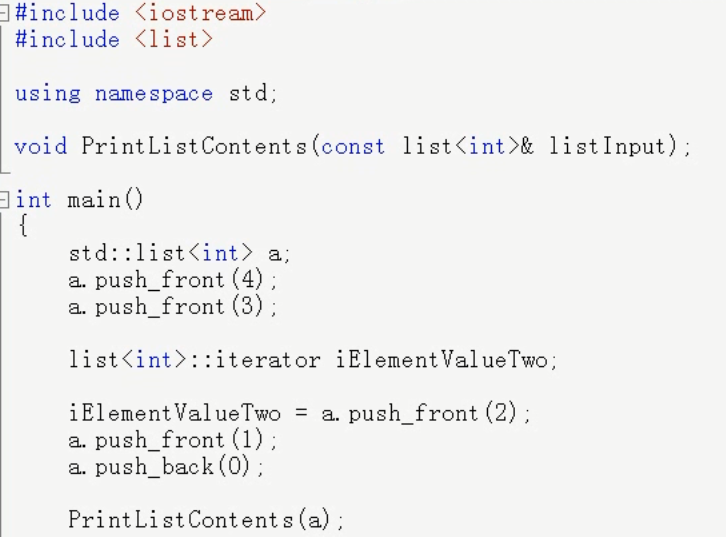 #include <iostream>
#include <list>
using namespace std;
void PrintListContents(const list<int>& listInput);
int main()
{
std::list<int> a;
a.push_front(4);
a.push_front(3);
list<int>::iterator iElementValueTwo;
iElementValueTwo = a.push_front(2);
a.push_front(1);
a.push_back(0);
PrintListContents(a);